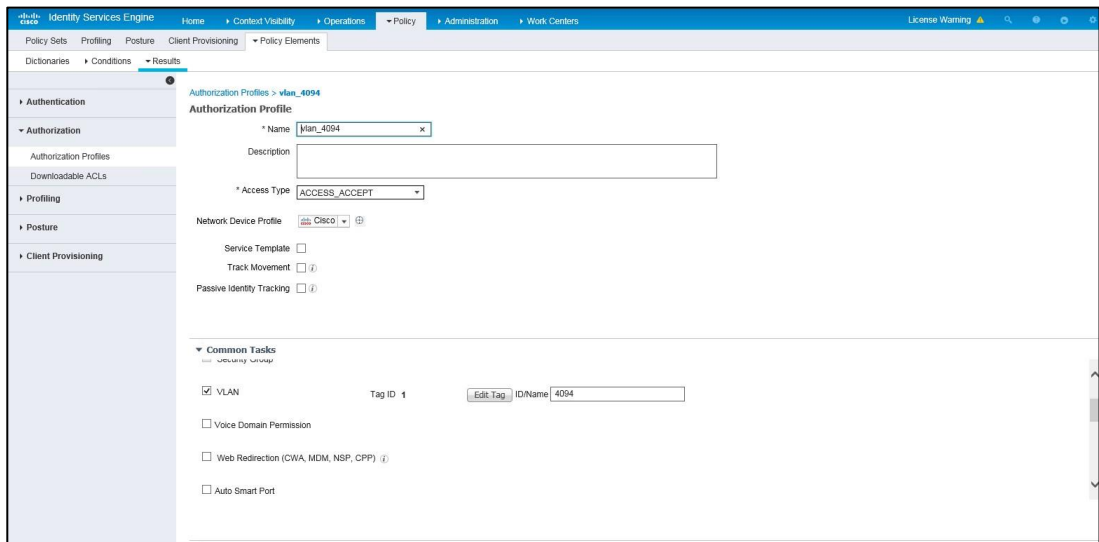 cisco Identity Services Engine Home Context Visibility Operations Policy Administration Work Centers License Warning
Policy Sets Profiling Posture Client Provisioning Policy Elements
Dictionaries Conditions Results
Authentication
Authorization
Authorization Profiles
Downloadable ACLs
Profiling
Posture
Client Provisioning
Authorization Profiles > vlan_4094
Authorization Profile
* Name vlan_4094 ×
Description
* Access Type ACCESS_ACCEPT
Network Device Profile cisco Cisco
Service Template
Track Movement i
Passive Identity Tracking i
Common Tasks
Security Group
VLAN Tag ID 1 Edit Tag ID/Name 4094
Voice Domain Permission
Web Redirection (CWA, MDM, NSP, CPP) i
Auto Smart Port